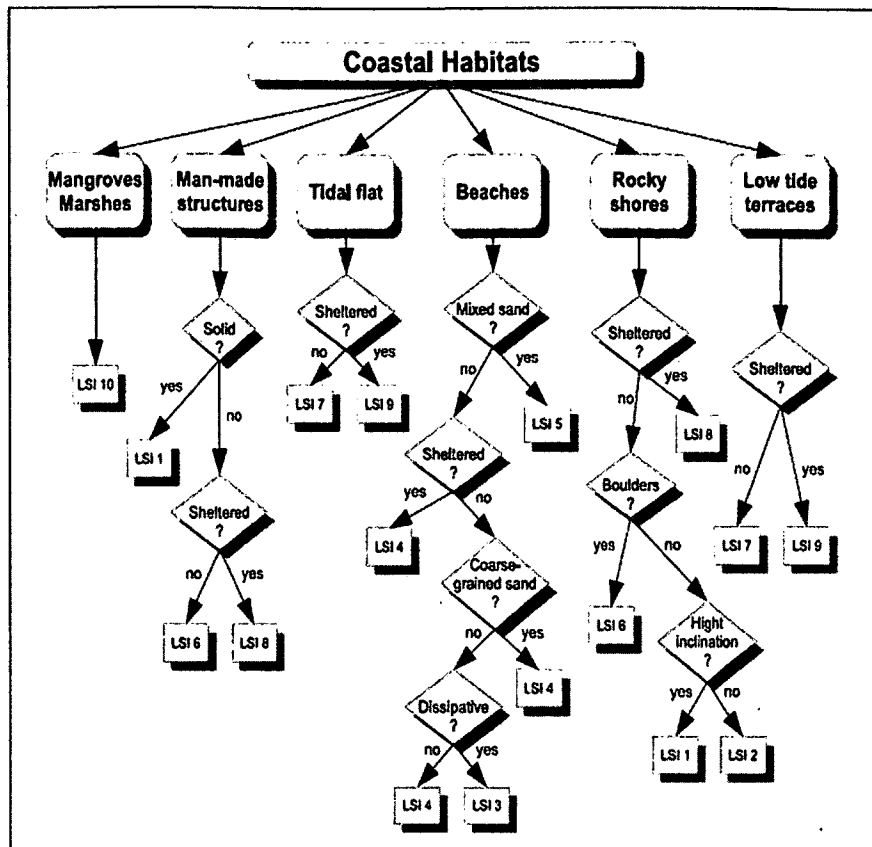 Coastal Habitats
Mangroves
Marshes
Man-made
structures
Tidal flat
Beaches
Rocky
shores
Low tide
terraces
Solid
?
Sheltered
?
Mixed sand
?
Sheltered
?
Sheltered
?
LSI 10
yes
no
LSI 1
no
yes
LSI 7
LSI 9
no
yes
LSI 5
no
yes
LSI 8
no
yes
LSI 7
LSI 9
Sheltered
?
no
yes
LSI 6
LSI 8
Sheltered
?
yes
no
LSI 4
Coarse-
grained sand
?
no
yes
LSI 4
Dissipative
?
no
yes
LSI 4
LSI 3
Boulders
?
yes
no
LSI 6
Hight
inclination
?
yes
no
LSI 1
LSI 2